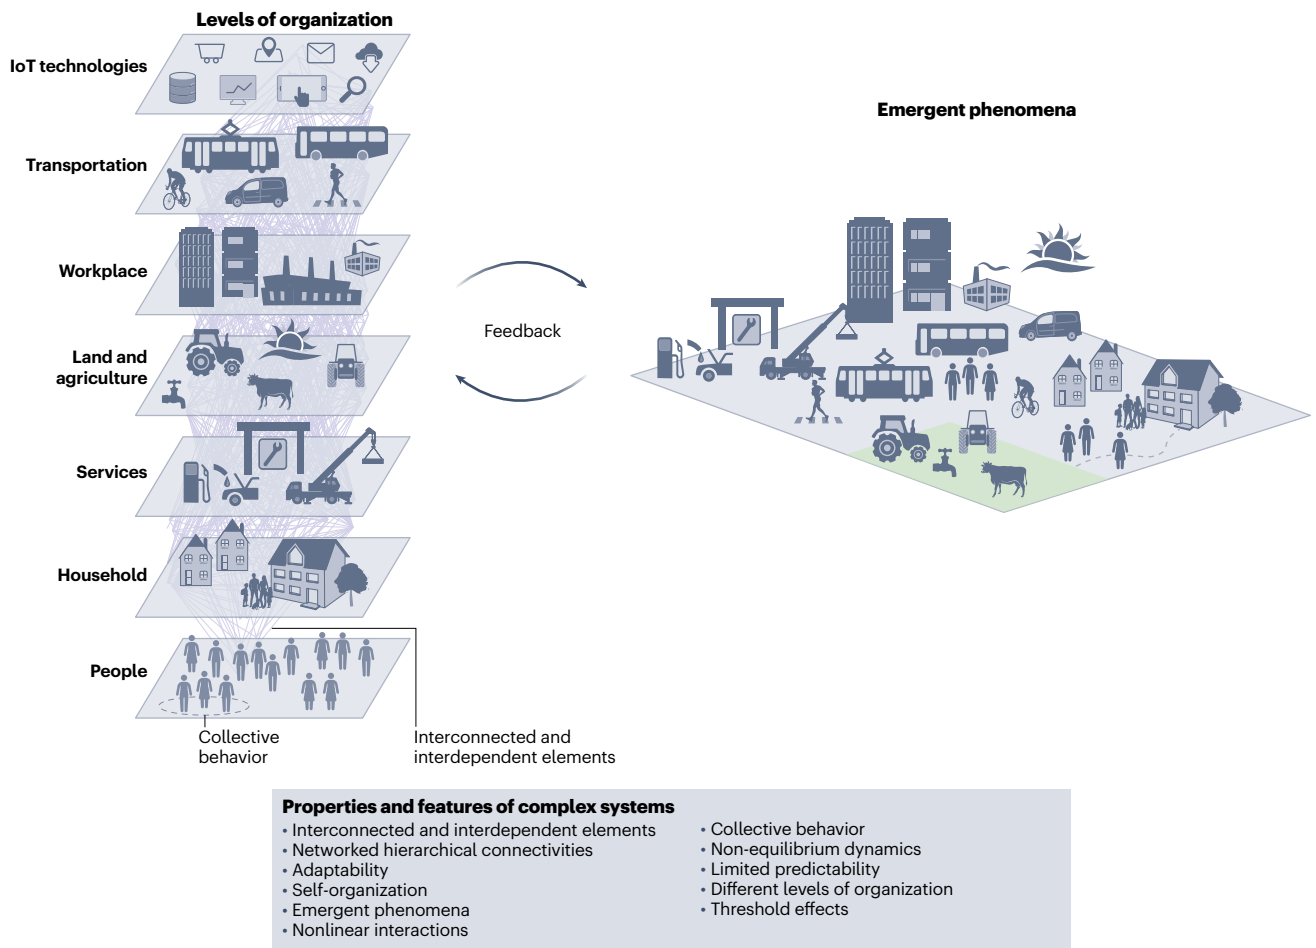 Levels of organization
IoT technologies
Transportation
Workplace
Land and
agriculture
Services
Household
People
Collective
behavior
Interconnected and
interdependent elements
Feedback
Emergent phenomena
Properties and features of complex systems
• Interconnected and interdependent elements
• Networked hierarchical connectivities
• Adaptability
• Self-organization
• Emergent phenomena
• Nonlinear interactions
• Collective behavior
• Non-equilibrium dynamics
• Limited predictability
• Different levels of organization
• Threshold effects